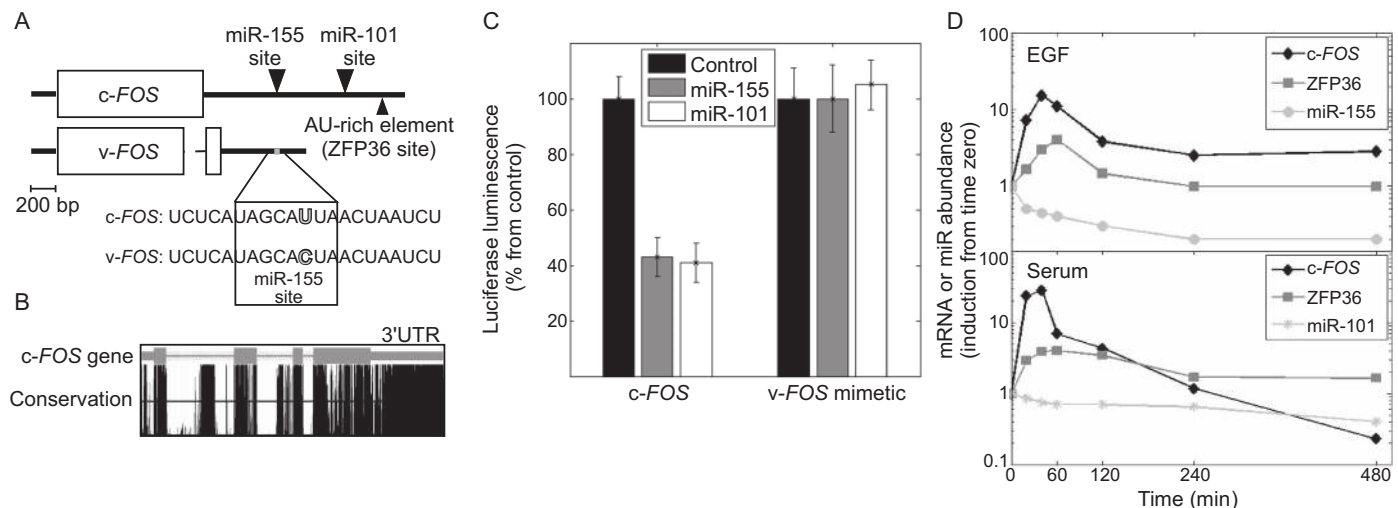 A
miR-155
site
miR-101
site
c-FOS
AU-rich element
(ZFP36 site)
v-FOS
200 bp
c-FOS: UCUCAUAGCAUUAACUAAUCU
v-FOS: UCUCAUAGCACUAACUAAUCU
miR-155
site
B
3'UTR
c-FOS gene
Conservation
C
Luciferase luminescence
(% from control)
100
80
60
40
20
Control
miR-155
miR-101
c-FOS
v-FOS mimetic
D
mRNA or miR abundance
(induction from time zero)
100
10
1
EGF
c-FOS
ZFP36
miR-155
100
10
1
0.1
Serum
c-FOS
ZFP36
miR-101
0
60
120
240
480
Time (min)